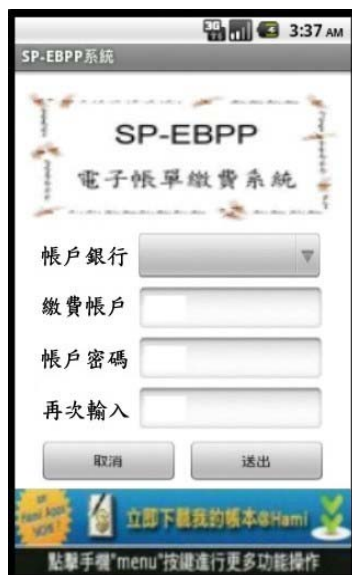 3G 3:37 AM
SP-EBPP系統
SP-EBPP
電子帳單繳費系統
帳戶銀行
繳費帳戶
帳戶密碼
再次輸入
取消 送出
立即下載我的帳本@Hami
點擊手機"menu"按鍵進行更多功能操作